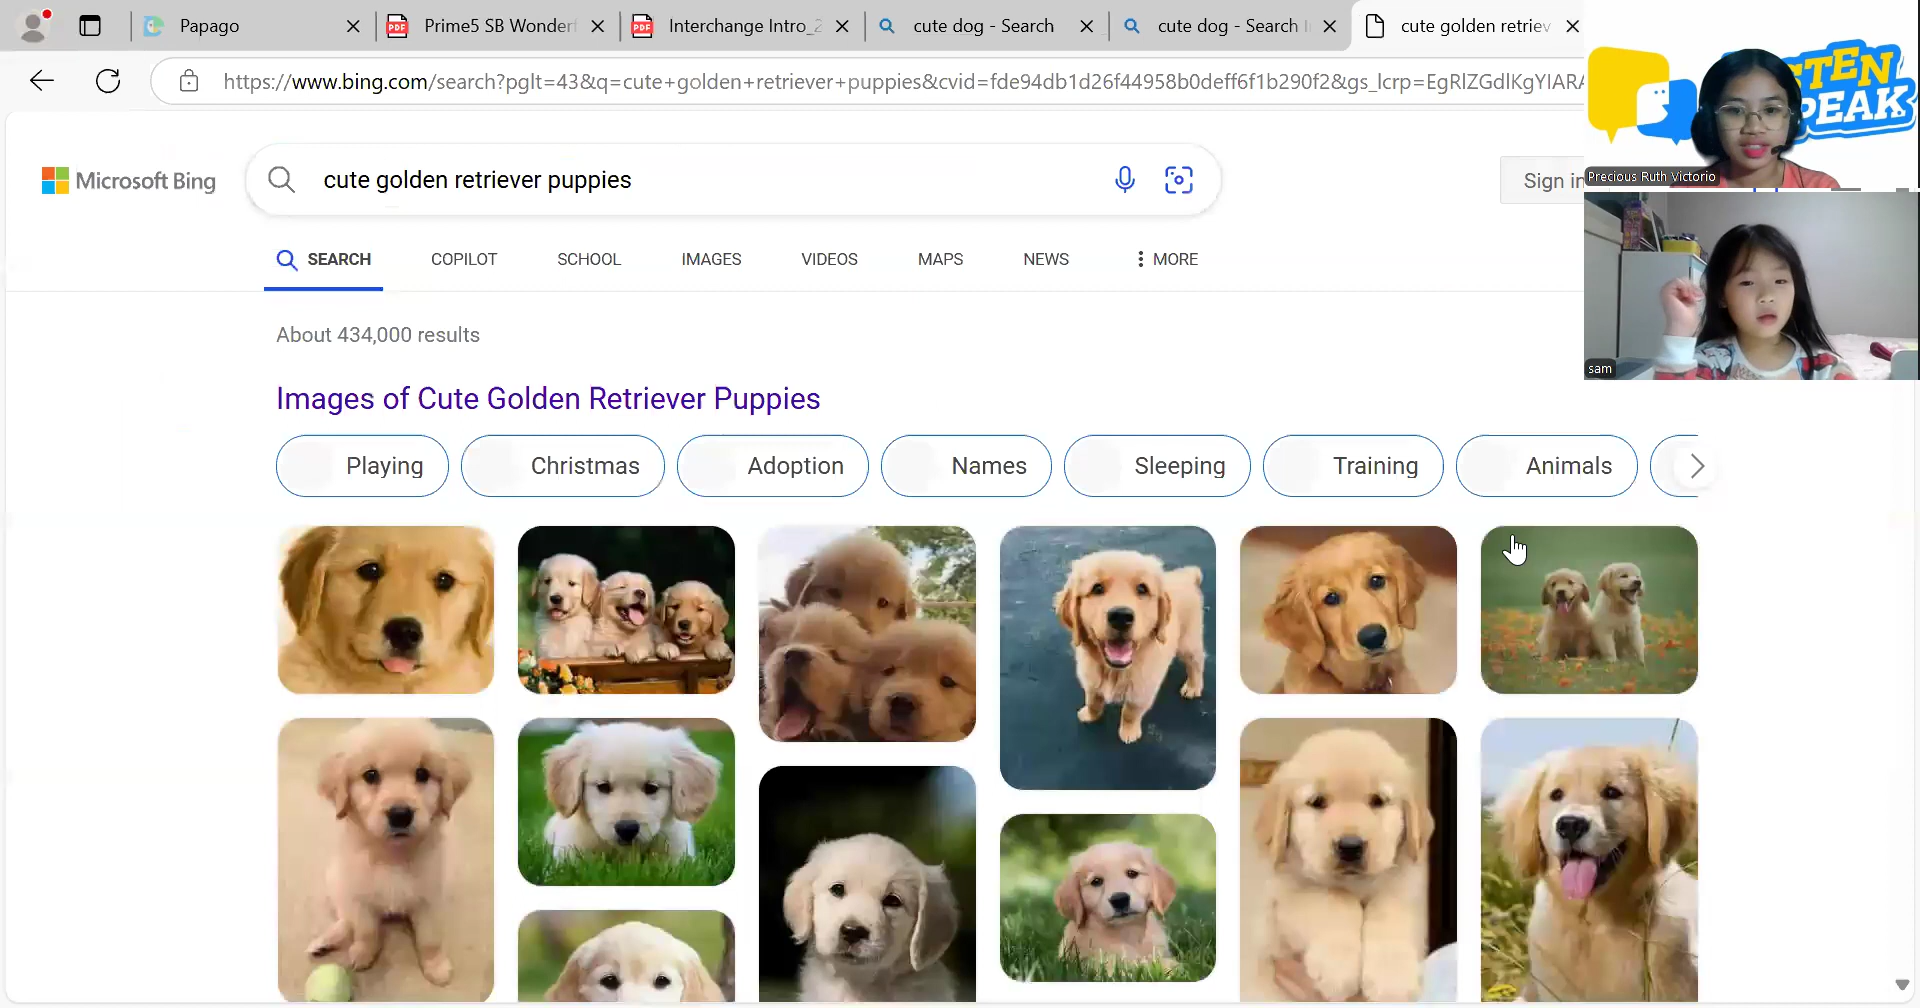 Papago
Prime5 SB Wonderf
Interchange Intro_2
cute dog - Search
cute dog - Search I
cute golden retriev
https://www.bing.com/search?pglt=43&q=cute+golden+retriever+puppies&cvid=fde94db1d26f44958b0deff6f1b290f2&gs_lcrp=EgRlZGdlKgYIARA
STEN
PEAK
Precious Ruth Victorio
Microsoft Bing
cute golden retriever puppies
Sign in
SEARCH
COPILOT
SCHOOL
IMAGES
VIDEOS
MAPS
NEWS
MORE
About 434,000 results
sam
Images of Cute Golden Retriever Puppies
Playing
Christmas
Adoption
Names
Sleeping
Training
Animals